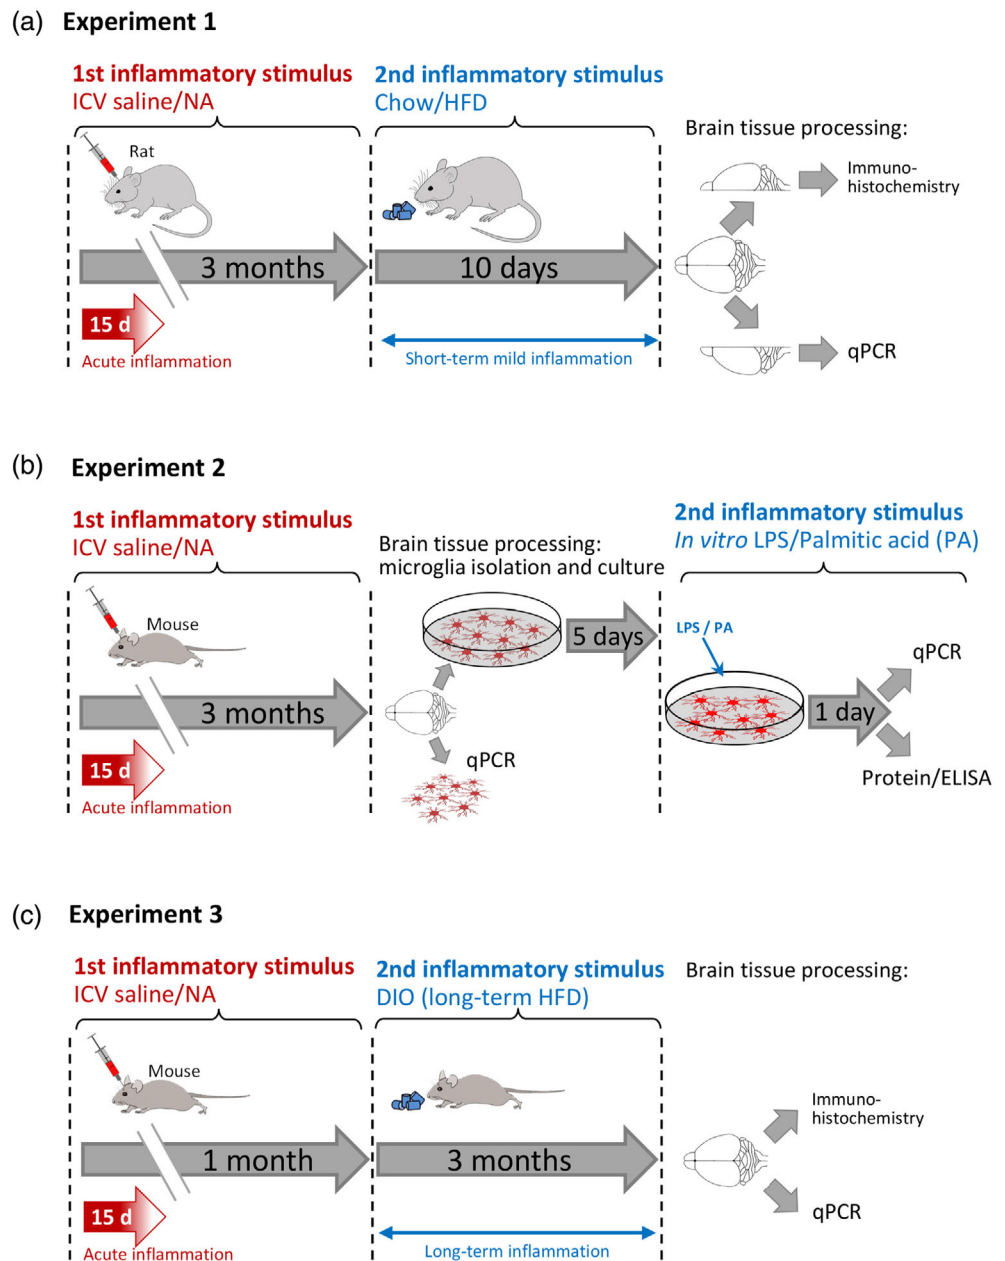 (a) Experiment 1
1st inflammatory stimulus
ICV saline/NA
2nd inflammatory stimulus
Chow/HFD
Brain tissue processing:
Rat
Immuno-
histochemistry
3 months
10 days
15 d
Acute inflammation
Short-term mild inflammation
qPCR
(b) Experiment 2
1st inflammatory stimulus
ICV saline/NA
Brain tissue processing:
microglia isolation and culture
2nd inflammatory stimulus
In vitro LPS/Palmitic acid (PA)
Mouse
5 days
LPS / PA
qPCR
3 months
1 day
15 d
Acute inflammation
qPCR
Protein/ELISA
(c) Experiment 3
1st inflammatory stimulus
ICV saline/NA
2nd inflammatory stimulus
DIO (long-term HFD)
Brain tissue processing:
Mouse
Immuno-
histochemistry
1 month
3 months
15 d
Acute inflammation
Long-term inflammation
qPCR